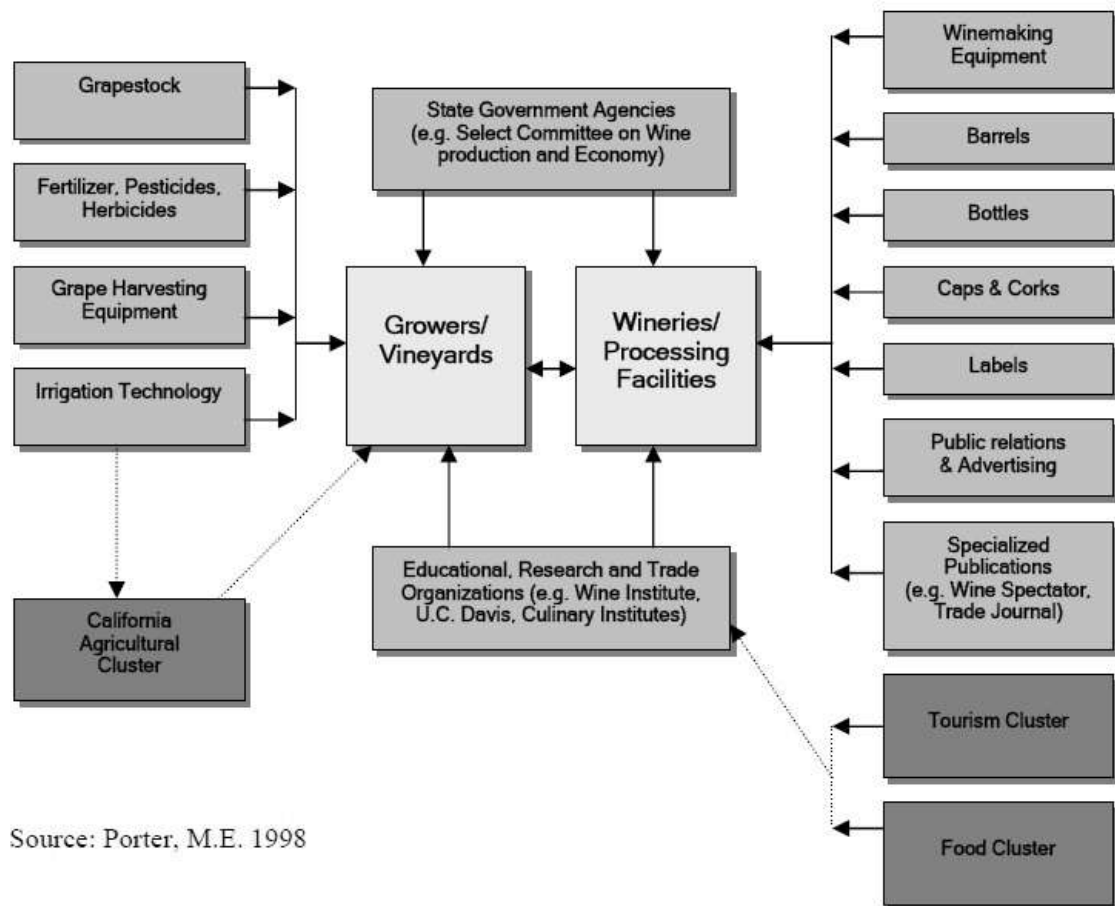 Grapestock
Fertilizer, Pesticides,
Herbicides
Grape Harvesting
Equipment
Irrigation Technology
California
Agricultural
Cluster
State Government Agencies
(e.g. Select Committee on Wine
production and Economy)
Growers/
Vineyards
Wineries/
Processing
Facilities
Educational, Research and Trade
Organizations (e.g. Wine Institute,
U.C. Davis, Culinary Institutes)
Winemaking
Equipment
Barrels
Bottles
Caps & Corks
Labels
Public relations
& Advertising
Specialized
Publications
(e.g. Wine Spectator,
Trade Journal)
Tourism Cluster
Food Cluster
Source: Porter, M.E. 1998